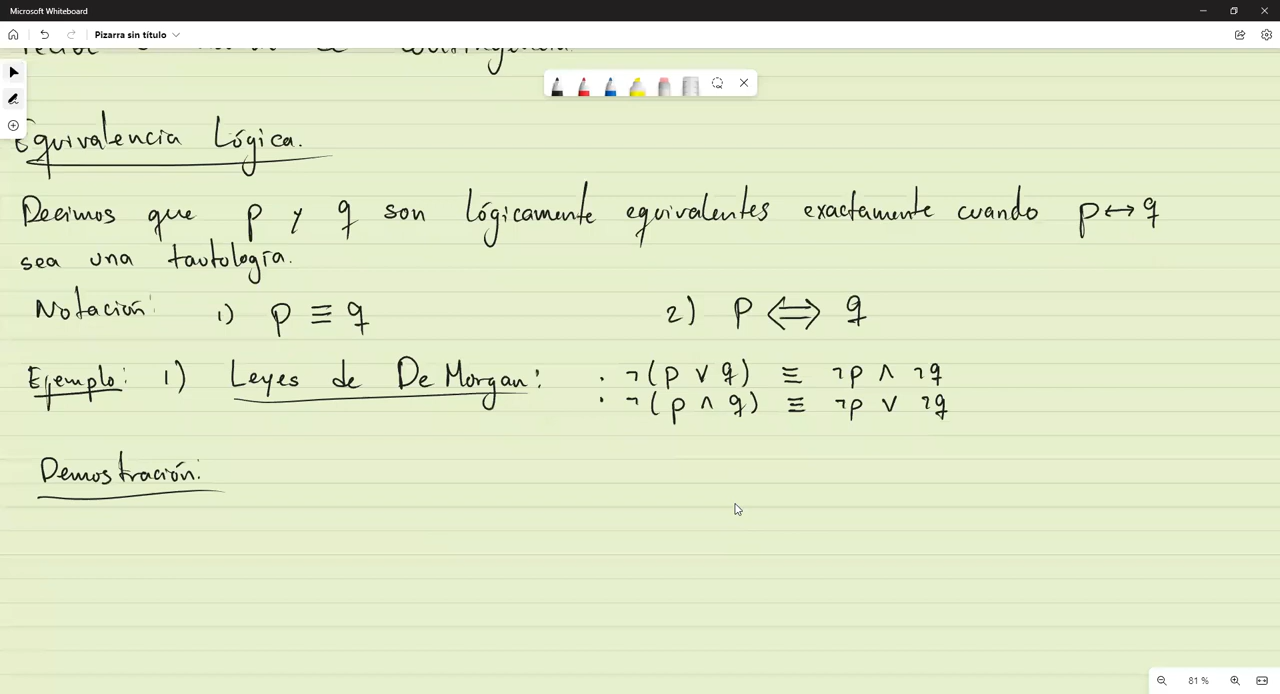 Microsoft Whiteboard
Pizarra sin título
Equivalencia Lógica.
Decimos que p y q son lógicamente equivalentes exactamente cuando p ↔ q
sea una tautología.
Notación: 1) p ≡ q 2) p ⟺ q
Ejemplo: 1) Leyes de De Morgan: · ¬(p ∨ q) ≡ ¬p ∧ ¬q
· ¬(p ∧ q) ≡ ¬p ∨ ¬q
Demostración:
81 %